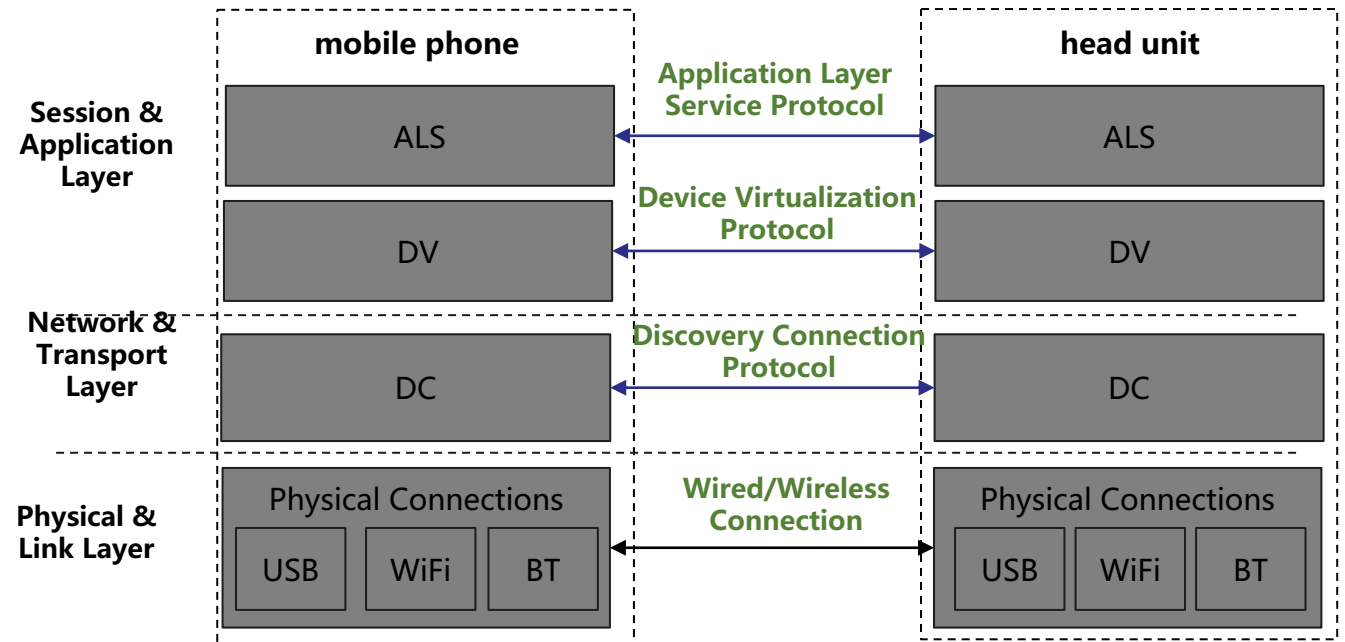 mobile phone
head unit
Session &
Application
Layer
ALS
Application Layer
Service Protocol
ALS
DV
Device Virtualization
Protocol
DV
Network &
Transport
Layer
DC
Discovery Connection
Protocol
DC
Physical &
Link Layer
Physical Connections
USB
WiFi
BT
Wired/Wireless
Connection
Physical Connections
USB
WiFi
BT